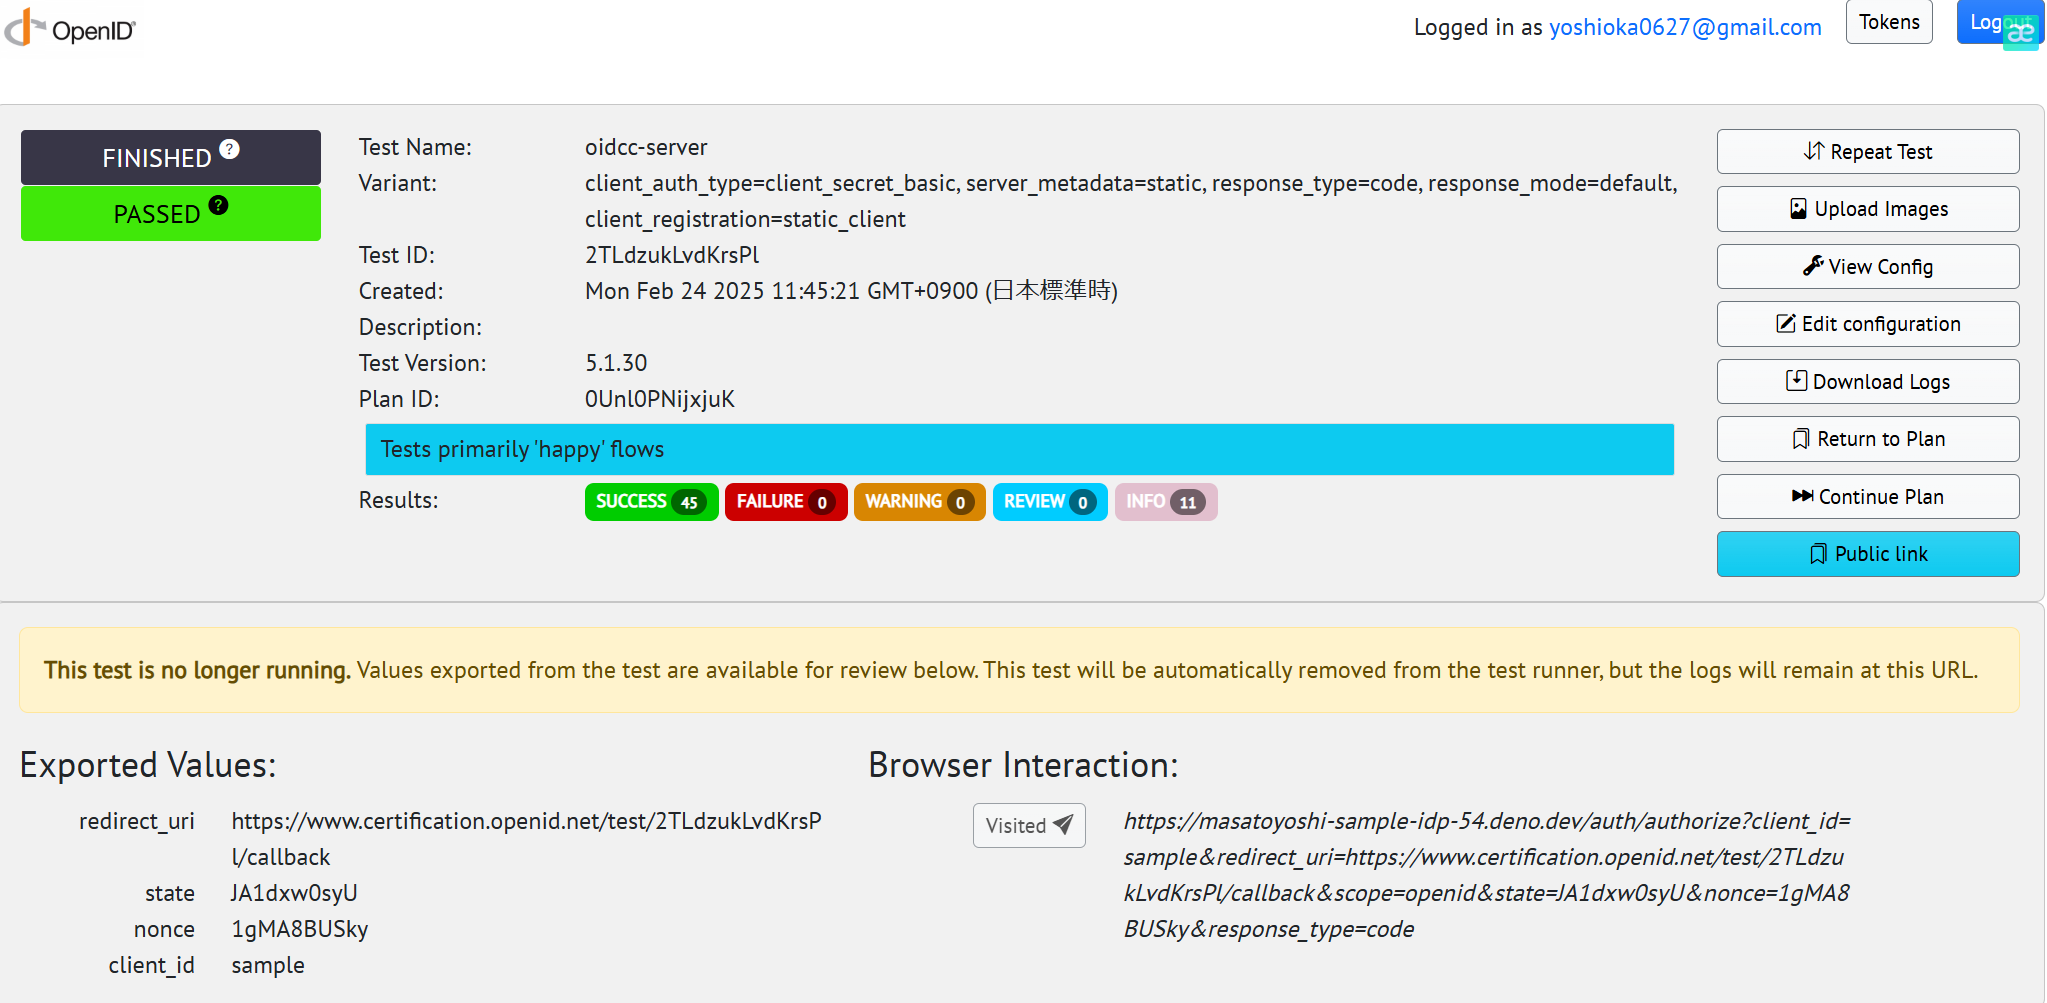 OpenID®
Logged in as yoshioka0627@gmail.com
Tokens
Logout
æ
FINISHED ?
PASSED ?
Test Name: oidcc-server
Variant: client_auth_type=client_secret_basic, server_metadata=static, response_type=code, response_mode=default,
client_registration=static_client
Test ID: 2TLdzukLvdKrsPl
Created: Mon Feb 24 2025 11:45:21 GMT+0900 (日本標準時)
Description:
Test Version: 5.1.30
Plan ID: 0Unl0PNijxjuK
Tests primarily 'happy' flows
Results: SUCCESS 45 FAILURE 0 WARNING 0 REVIEW 0 INFO 11
Repeat Test
Upload Images
View Config
Edit configuration
Download Logs
Return to Plan
Continue Plan
Public link
This test is no longer running. Values exported from the test are available for review below. This test will be automatically removed from the test runner, but the logs will remain at this URL.
Exported Values:
redirect_uri https://www.certification.openid.net/test/2TLdzukLvdKrsP
l/callback
state JA1dxw0syU
nonce 1gMA8BUSky
client_id sample
Browser Interaction:
Visited
https://masatoyoshi-sample-idp-54.deno.dev/auth/authorize?client_id=
sample&redirect_uri=https://www.certification.openid.net/test/2TLdzu
kLvdKrsPl/callback&scope=openid&state=JA1dxw0syU&nonce=1gMA8
BUSky&response_type=code